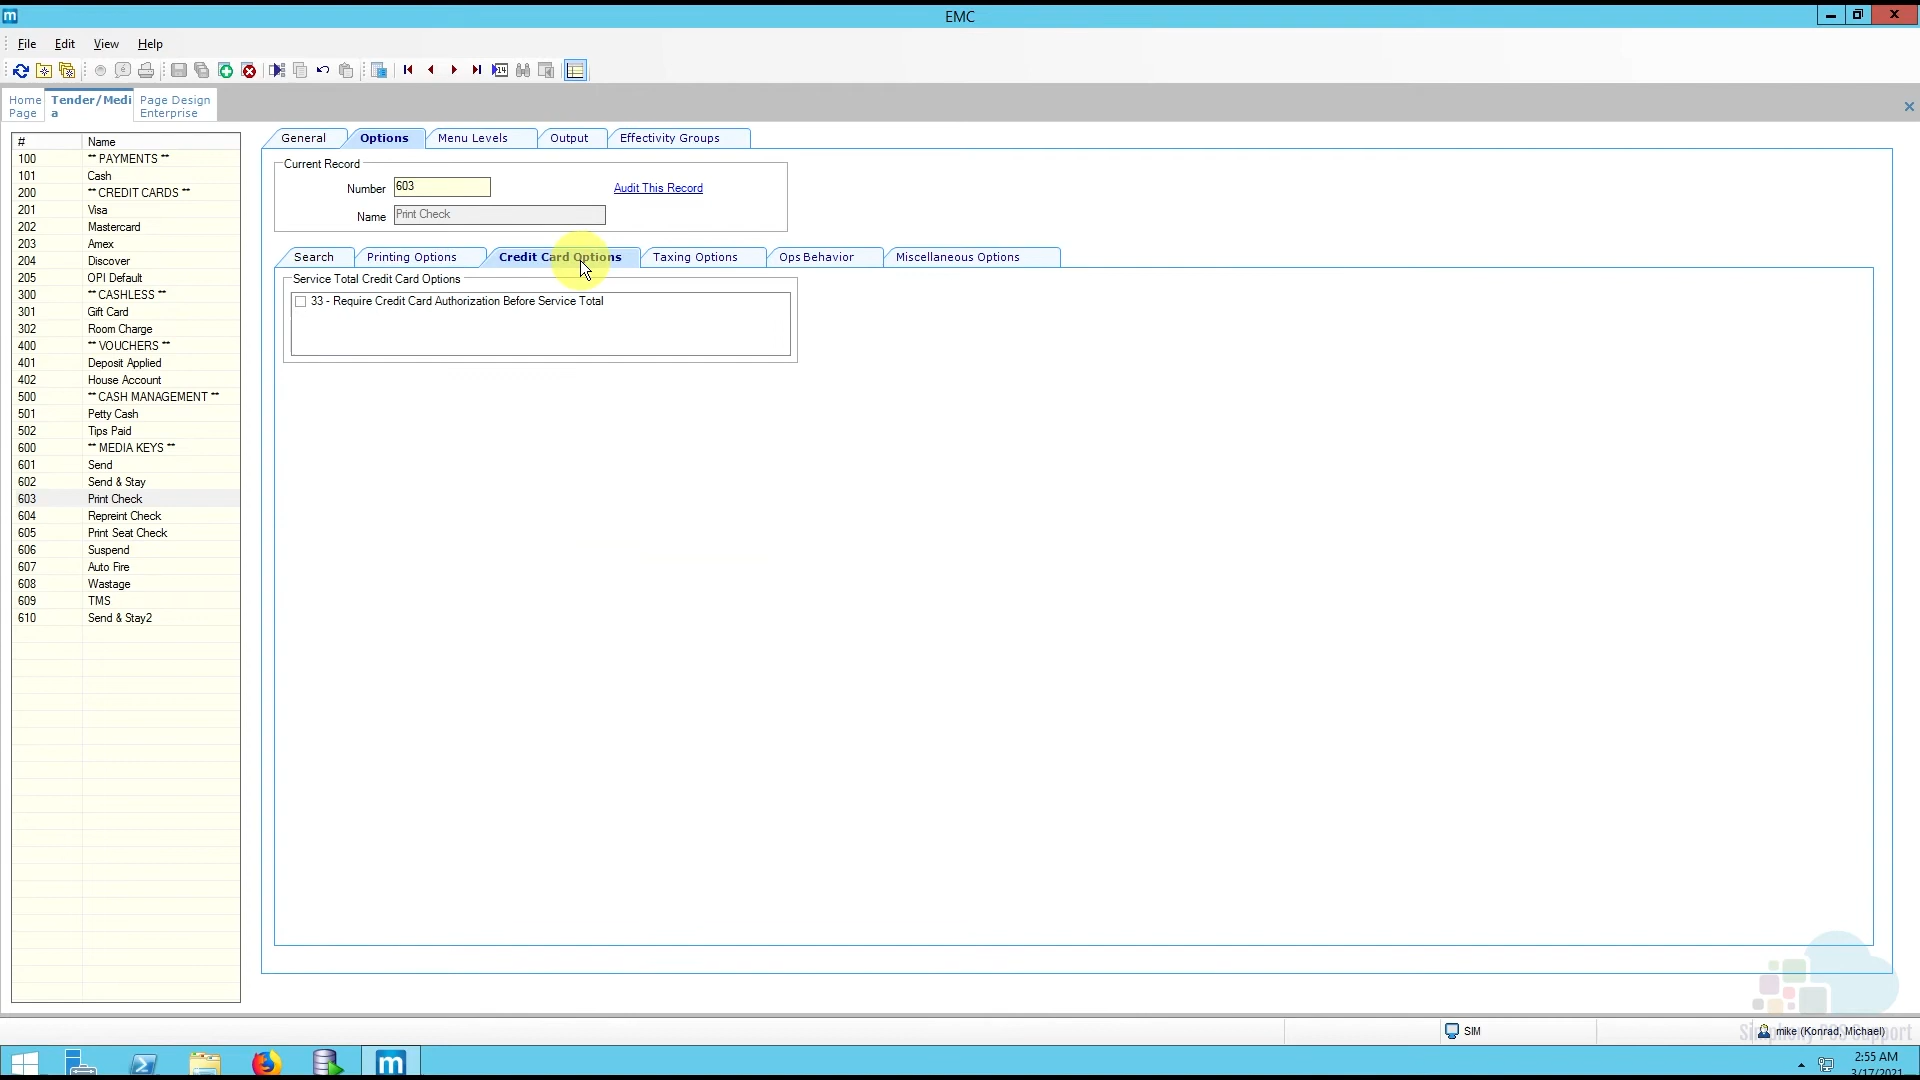 EMC
File Edit View Help
Home Page
Tender/Media
Page Design Enterprise
# Name
100 ** PAYMENTS **
101 Cash
200 ** CREDIT CARDS **
201 Visa
202 Mastercard
203 Amex
204 Discover
205 OPI Default
300 ** CASHLESS **
301 Gift Card
302 Room Charge
400 ** VOUCHERS **
401 Deposit Applied
402 House Account
500 ** CASH MANAGEMENT **
501 Petty Cash
502 Tips Paid
600 ** MEDIA KEYS **
601 Send
602 Send & Stay
603 Print Check
604 Repreint Check
605 Print Seat Check
606 Suspend
607 Auto Fire
608 Wastage
609 TMS
610 Send & Stay2
General Options Menu Levels Output Effectivity Groups
Current Record
Number 603 Audit This Record
Name Print Check
Search Printing Options Credit Card Options Taxing Options Ops Behavior Miscellaneous Options
Service Total Credit Card Options
33 - Require Credit Card Authorization Before Service Total
SIM
mike (Konrad, Michael)
2:55 AM
3/17/2021